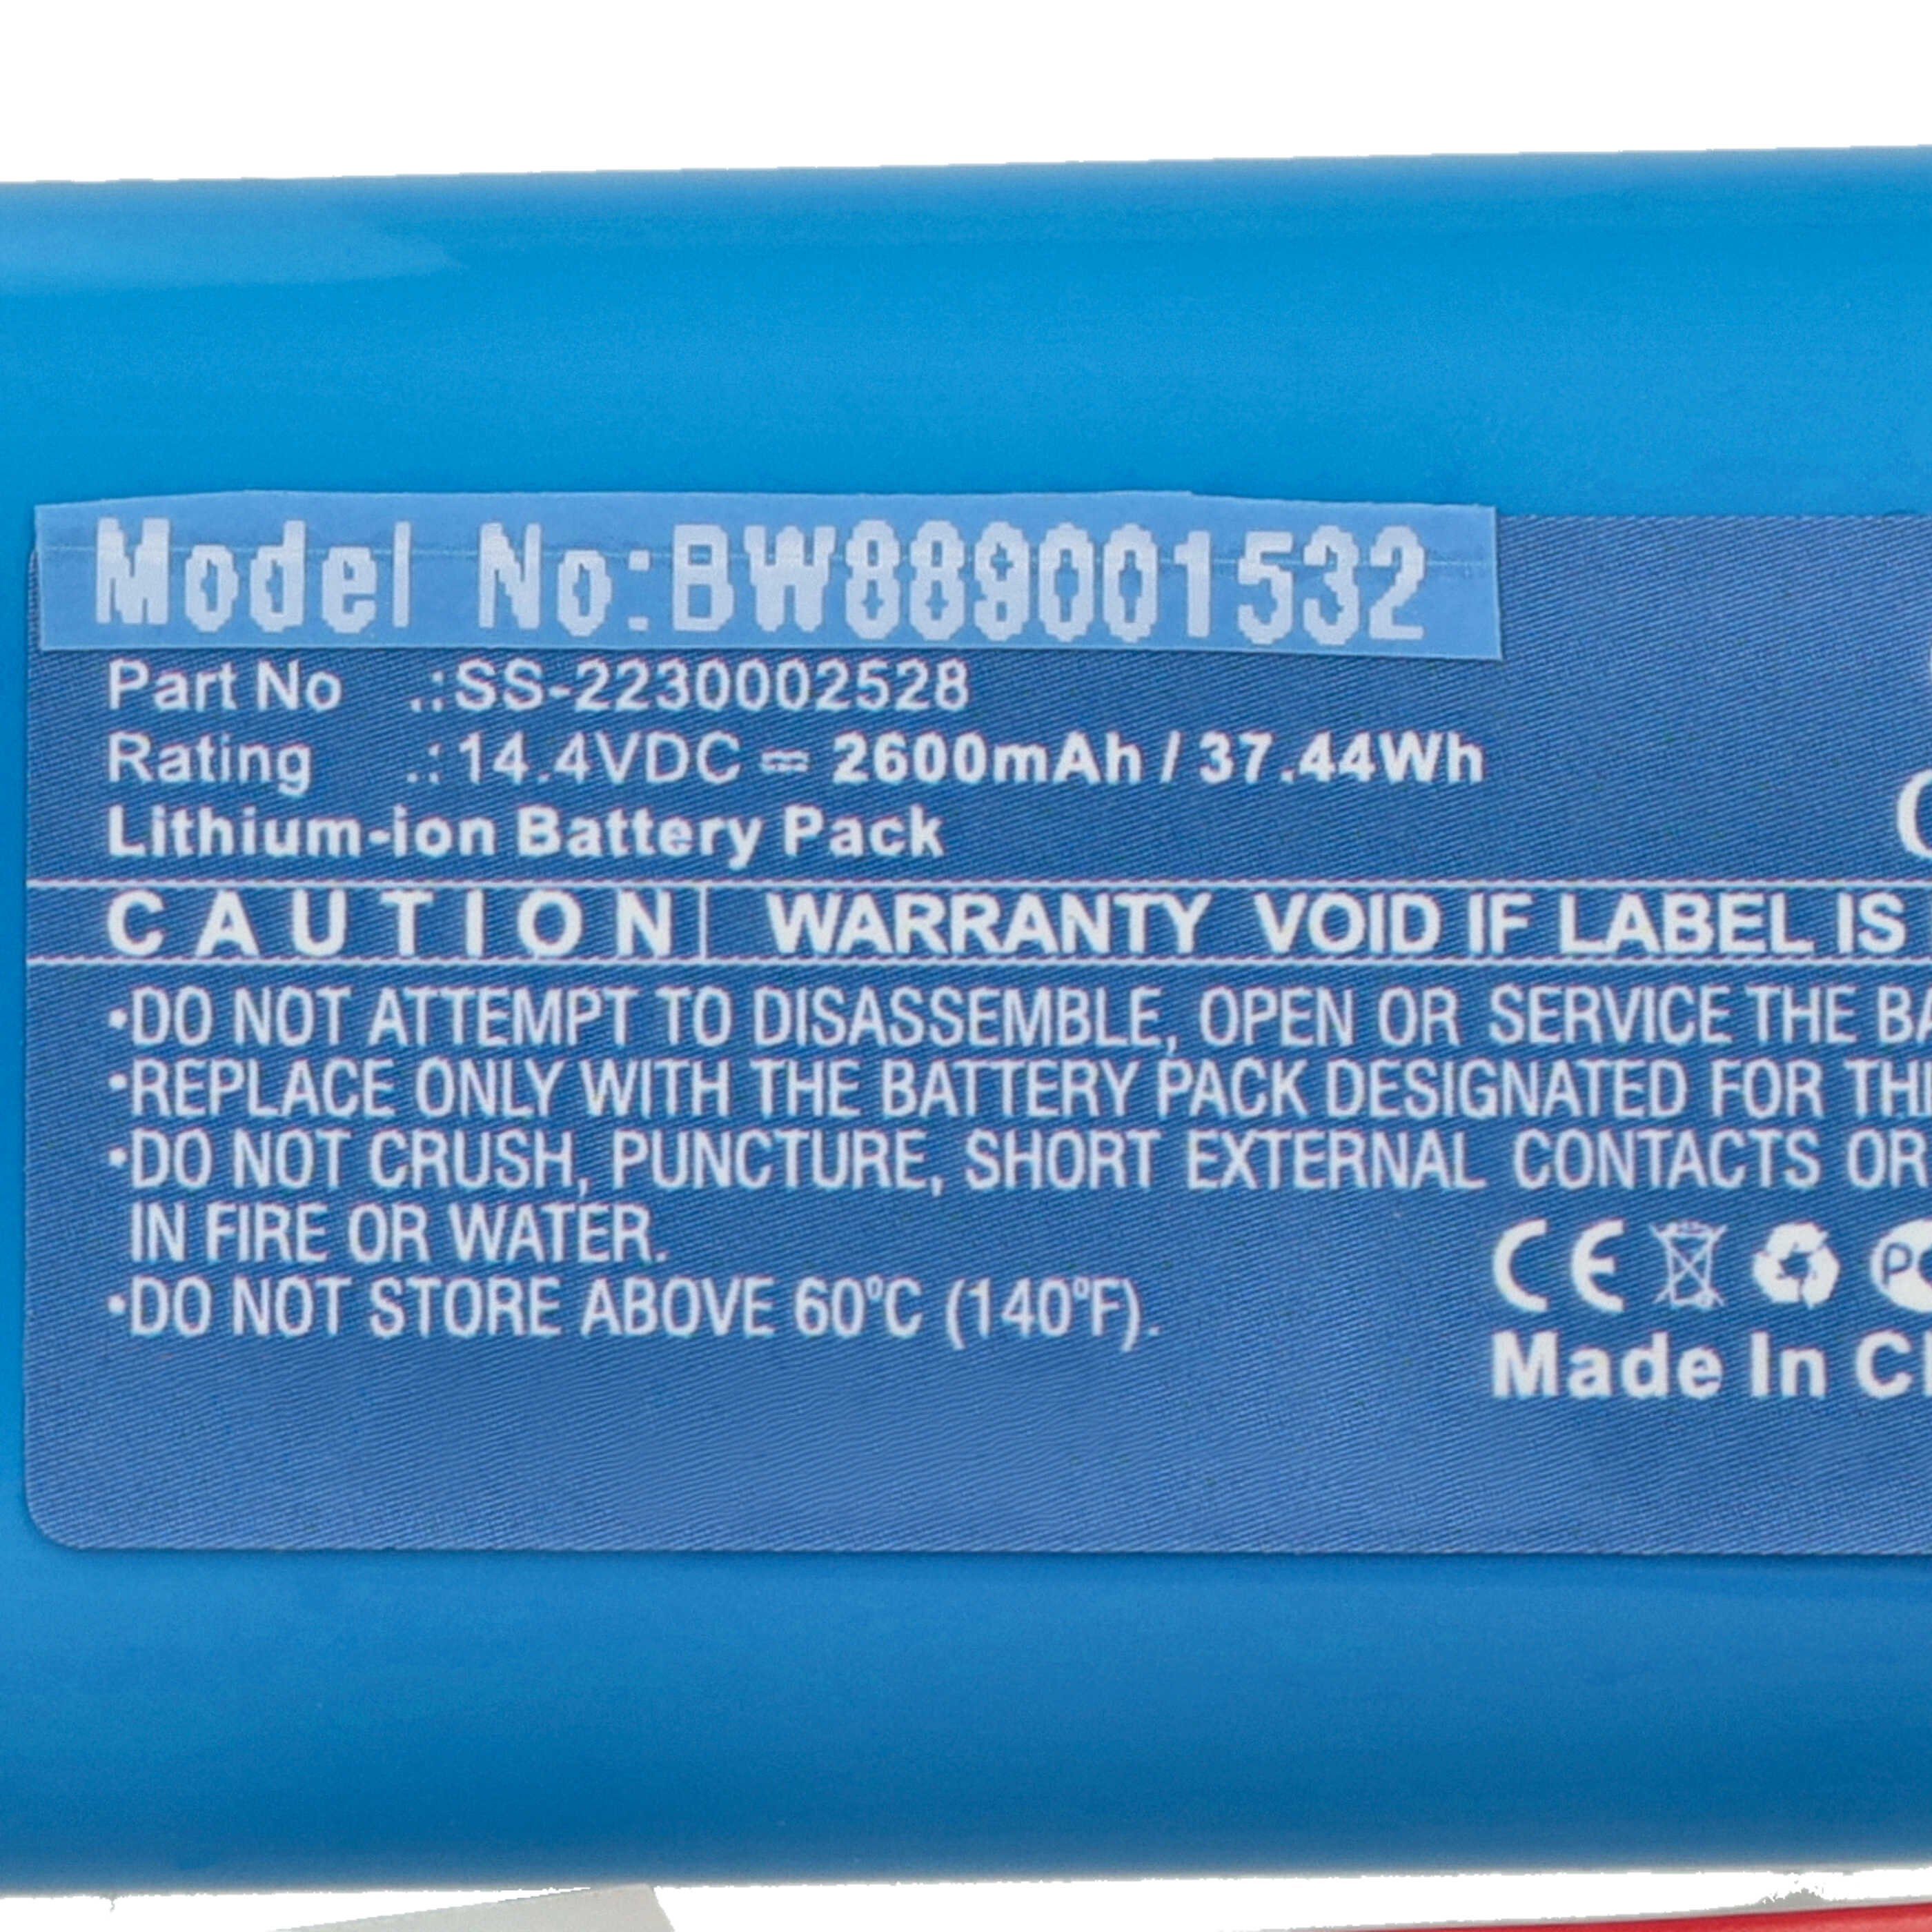 Model No:BW889001532
Part No .:SS-2230002528
Rating .:14.4VDC ⎓ 2600mAh / 37.44Wh
Lithium-ion Battery Pack
CAUTION WARRANTY VOID IF LABEL IS
•DO NOT ATTEMPT TO DISASSEMBLE, OPEN OR SERVICE THE
•REPLACE ONLY WITH THE BATTERY PACK DESIGNATED FOR
•DO NOT CRUSH, PUNCTURE, SHORT EXTERNAL CONTACTS OR
IN FIRE OR WATER.
•DO NOT STORE ABOVE 60°C (140°F).
CE
Made In